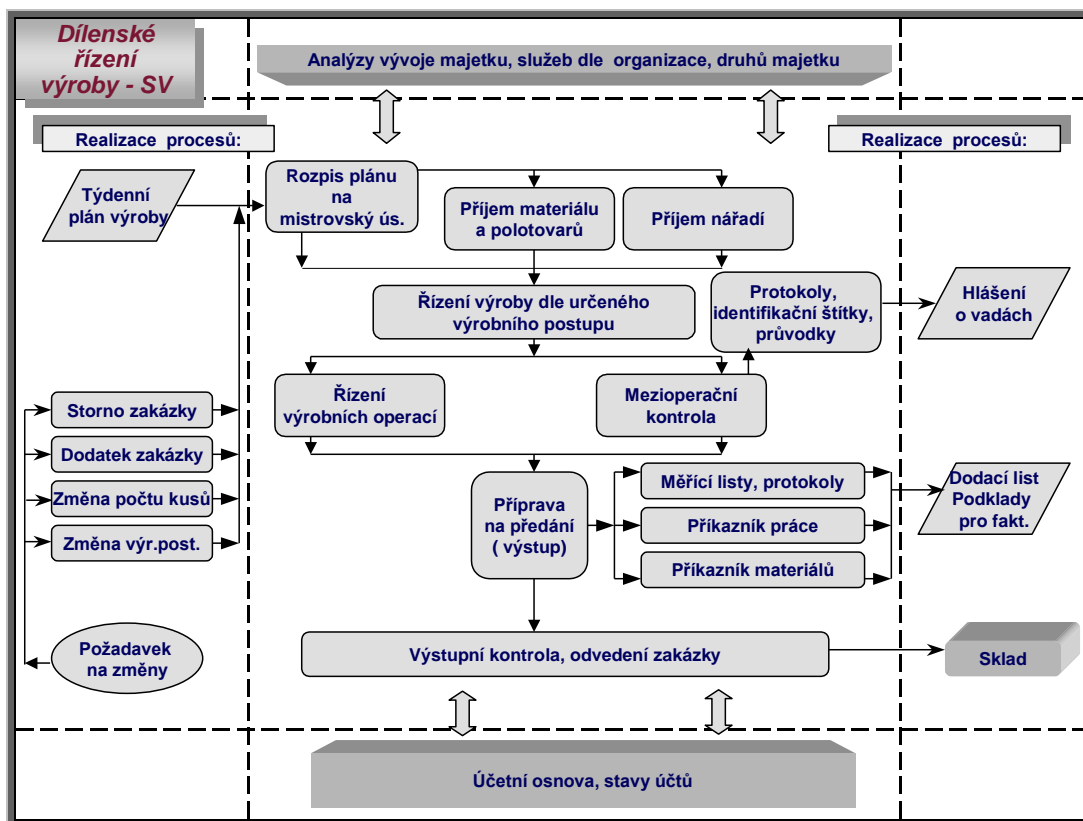 Dílenské
řízení
výroby - SV
Analýzy vývoje majetku, služeb dle organizace, druhů majetku
Realizace procesů:
Realizace procesů:
Týdenní
plán výroby
Rozpis plánu
na
mistrovský ús.
Příjem materiálu
a polotovarů
Příjem nářadí
Řízení výroby dle určeného
výrobního postupu
Protokoly,
identifikační štítky,
průvodky
Hlášení
o vadách
Řízení
výrobních operací
Mezioperační
kontrola
Storno zakázky
Dodatek zakázky
Změna počtu kusů
Změna výr.post.
Příprava
na předání
( výstup)
Měřící listy, protokoly
Příkazník práce
Příkazník materiálů
Dodací list
Podklady
pro fakt.
Požadavek
na změny
Výstupní kontrola, odvedení zakázky
Sklad
Účetní osnova, stavy účtů